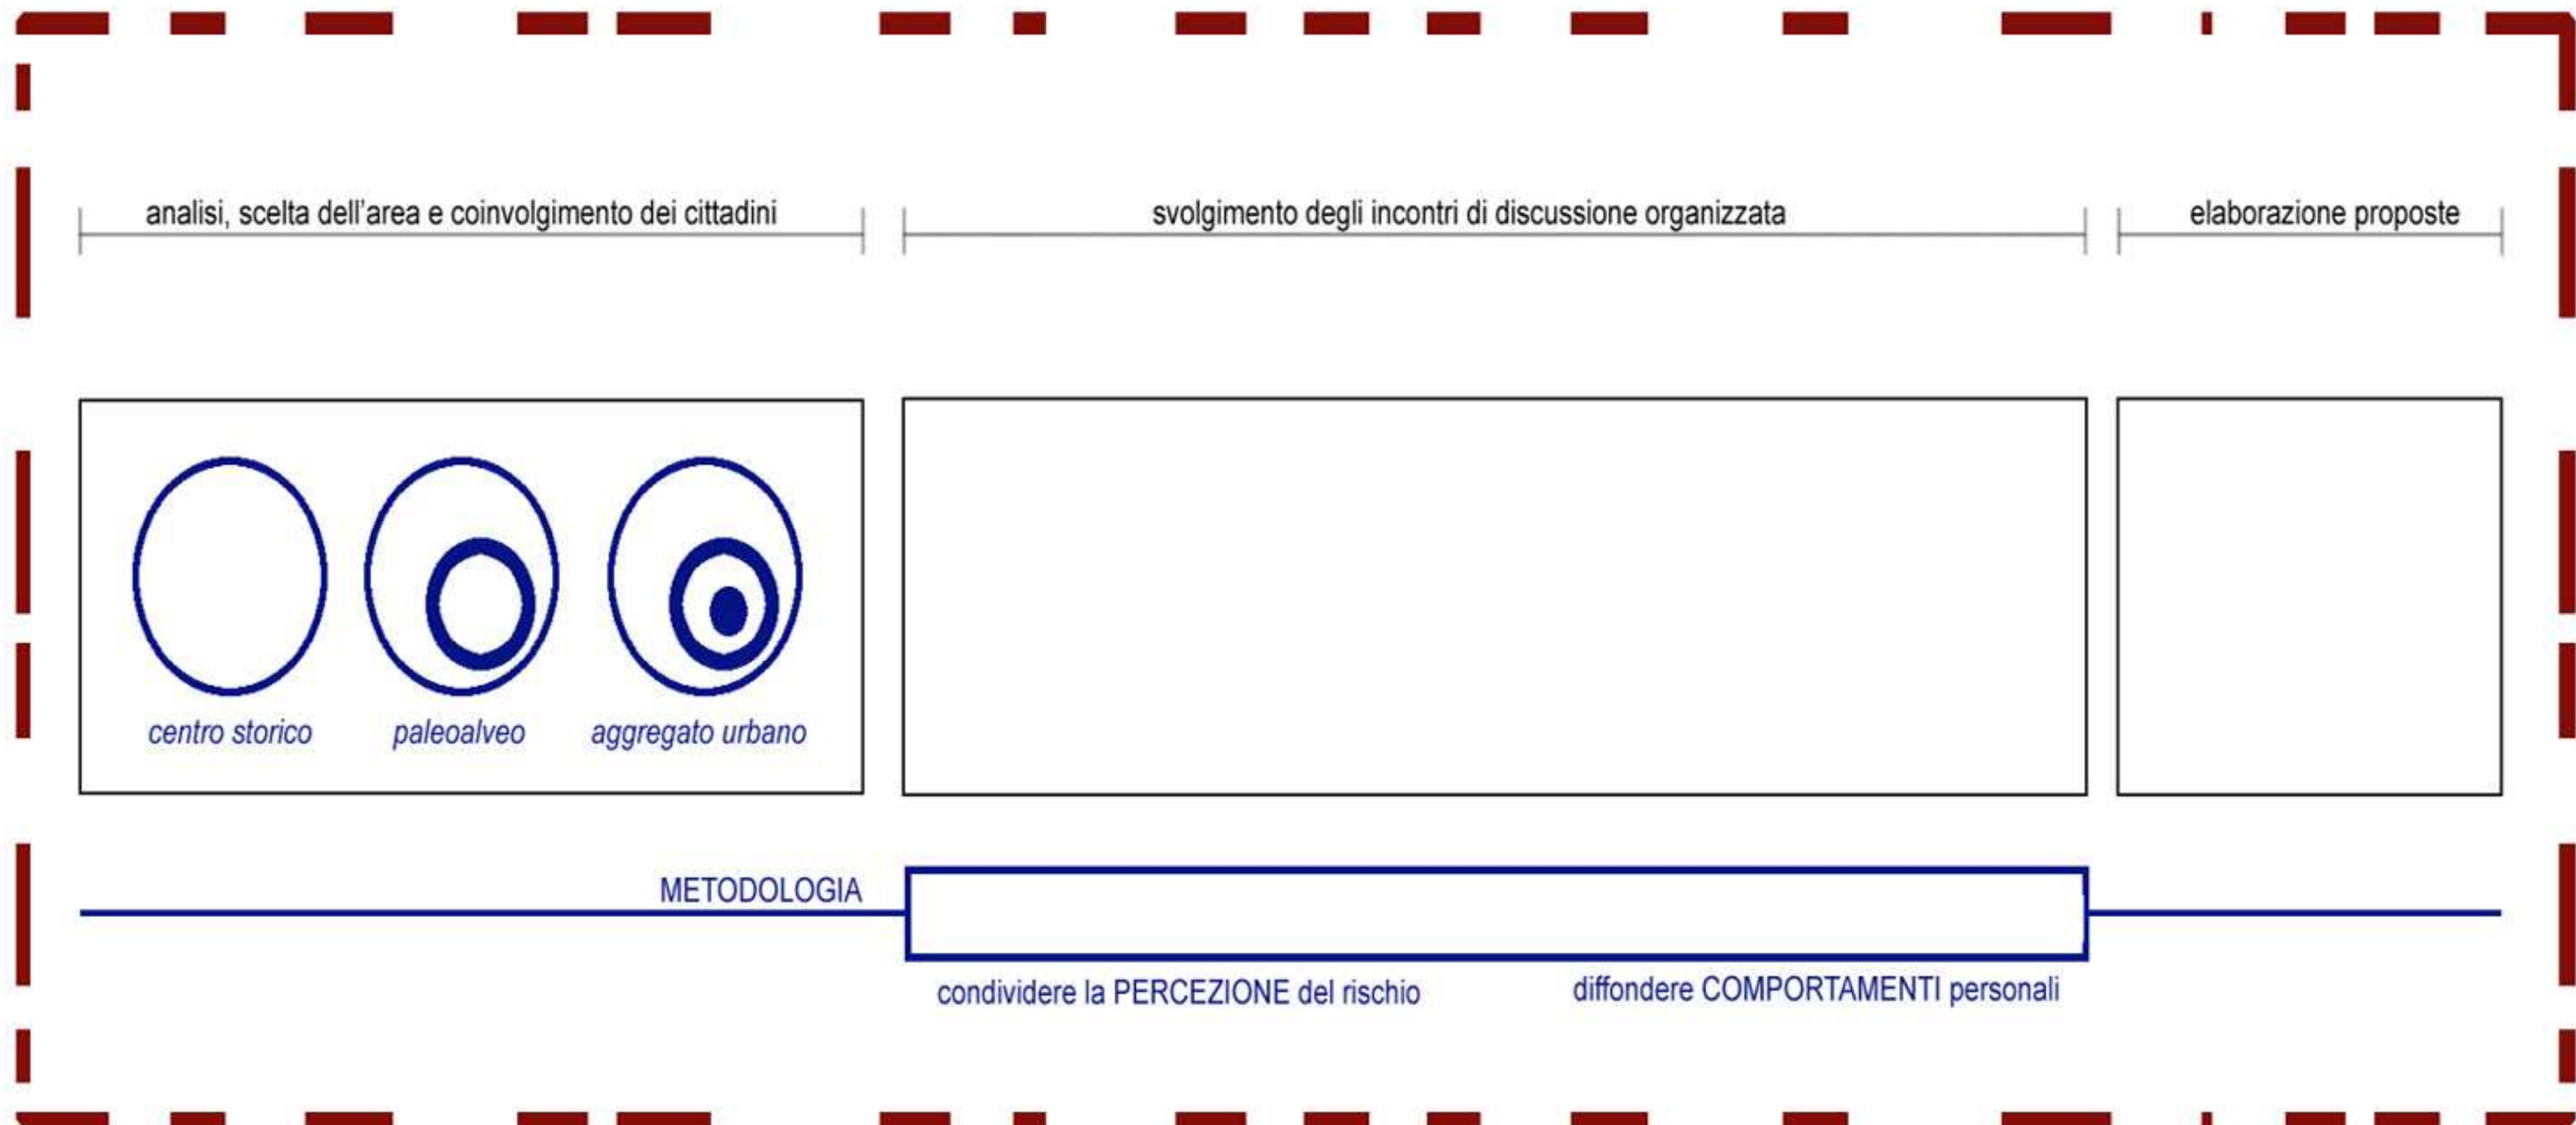 analisi, scelta dell'area e coinvolgimento dei cittadini
svolgimento degli incontri di discussione organizzata
elaborazione proposte
centro storico
paleoalveo
aggregato urbano
METODOLOGIA
condividere la PERCEZIONE del rischio
diffondere COMPORTAMENTI personali